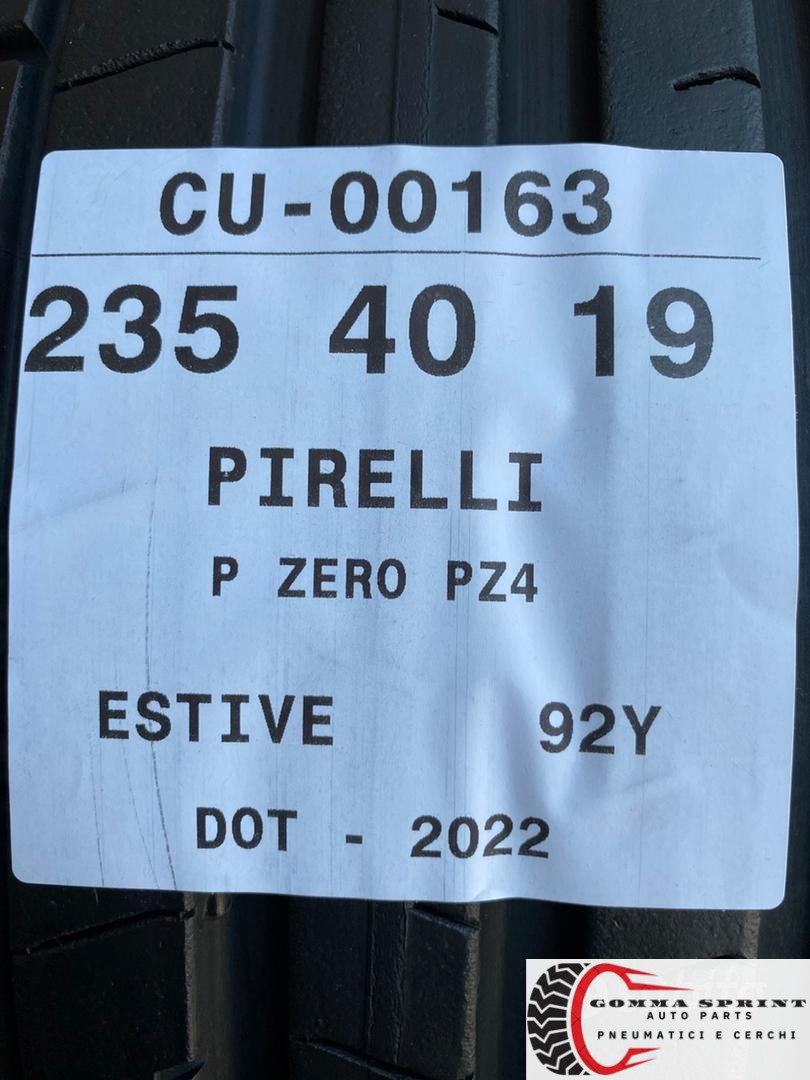 CU-00163
235 40 19
PIRELLI
P ZERO PZ4
ESTIVE 92Y
DOT - 2022
GOMMA SPRINT
AUTO PARTS
PNEUMATICI E CERCHI